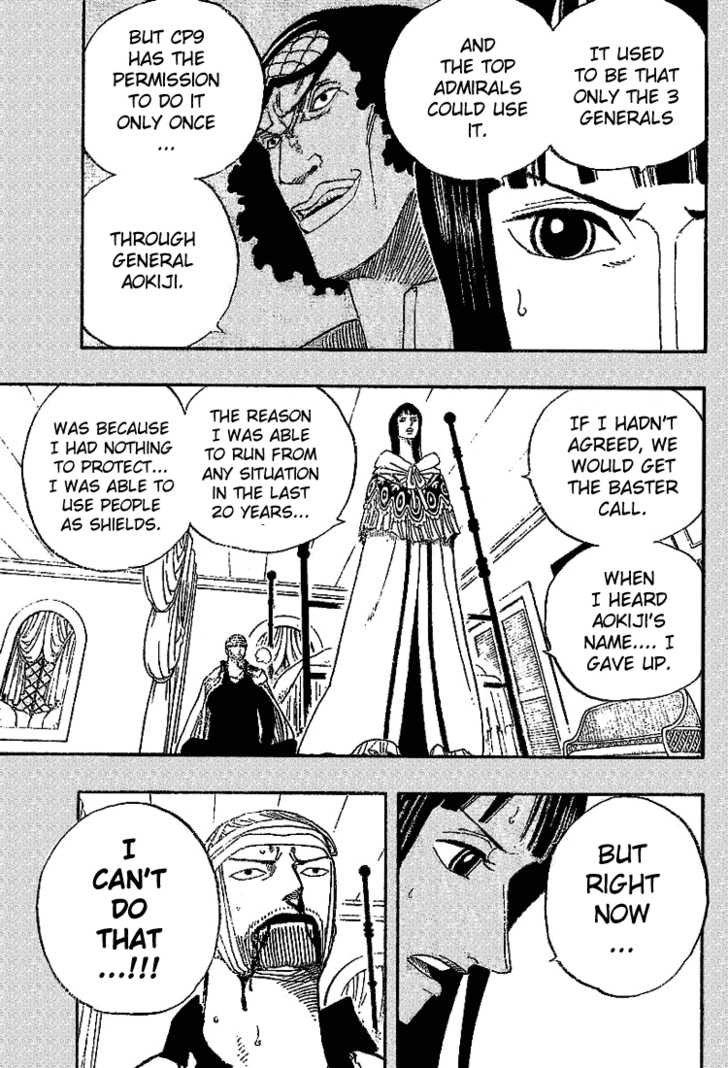 IT USED
TO BE THAT
ONLY THE 3
GENERALS
AND
THE TOP
ADMIRALS
COULD USE
IT.
BUT CP9
HAS THE
PERMISSION
TO DO IT
ONLY ONCE
...
THROUGH
GENERAL
AOKIJI.
IF I HADN'T
AGREED, WE
WOULD GET
THE BASTER
CALL.
WHEN
I HEARD
AOKIJI'S
NAME.... I
GAVE UP.
THE REASON
I WAS ABLE
TO RUN FROM
ANY SITUATION
IN THE LAST
20 YEARS...
WAS BECAUSE
I HAD NOTHING
TO PROTECT...
I WAS ABLE TO
USE PEOPLE
AS SHIELDS.
BUT
RIGHT
NOW
...
I
CAN'T
DO
THAT
...!!!